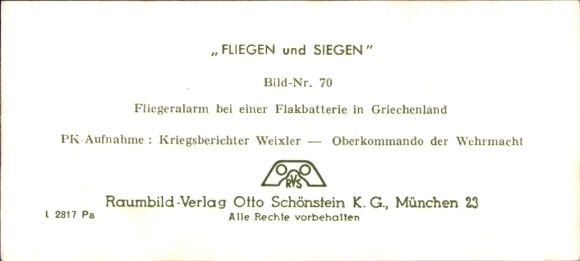 „FLIEGEN und SIEGEN"
Bild-Nr. 70
Fliegeralarm bei einer Flakbatterie in Griechenland
PK-Aufnahme : Kriegsberichter Weixler — Oberkommando der Wehrmacht
RVS
Raumbild-Verlag Otto Schönstein K. G., München 23
Alle Rechte vorbehalten
L 2817 Pa